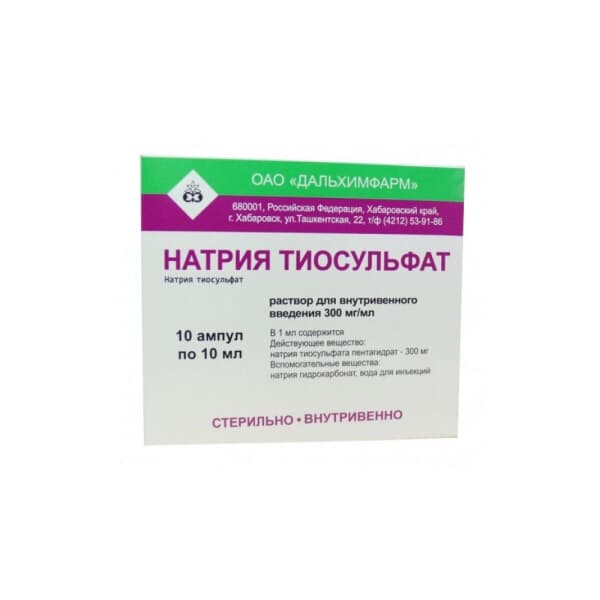 ОАО «ДАЛЬХИМФАРМ»
680001, Российская Федерация, Хабаровский край,
г. Хабаровск, ул.Ташкентская, 22, т/ф (4212) 53-91-86
НАТРИЯ ТИОСУЛЬФАТ
Натрия тиосульфат
раствор для внутривенного
введения 300 мг/мл
10 ампул
по 10 мл
В 1 мл содержится
Действующее вещество:
натрия тиосульфата пентагидрат - 300 мг
Вспомогательные вещества:
натрия гидрокарбонат, вода для инъекций
СТЕРИЛЬНО • ВНУТРИВЕННО